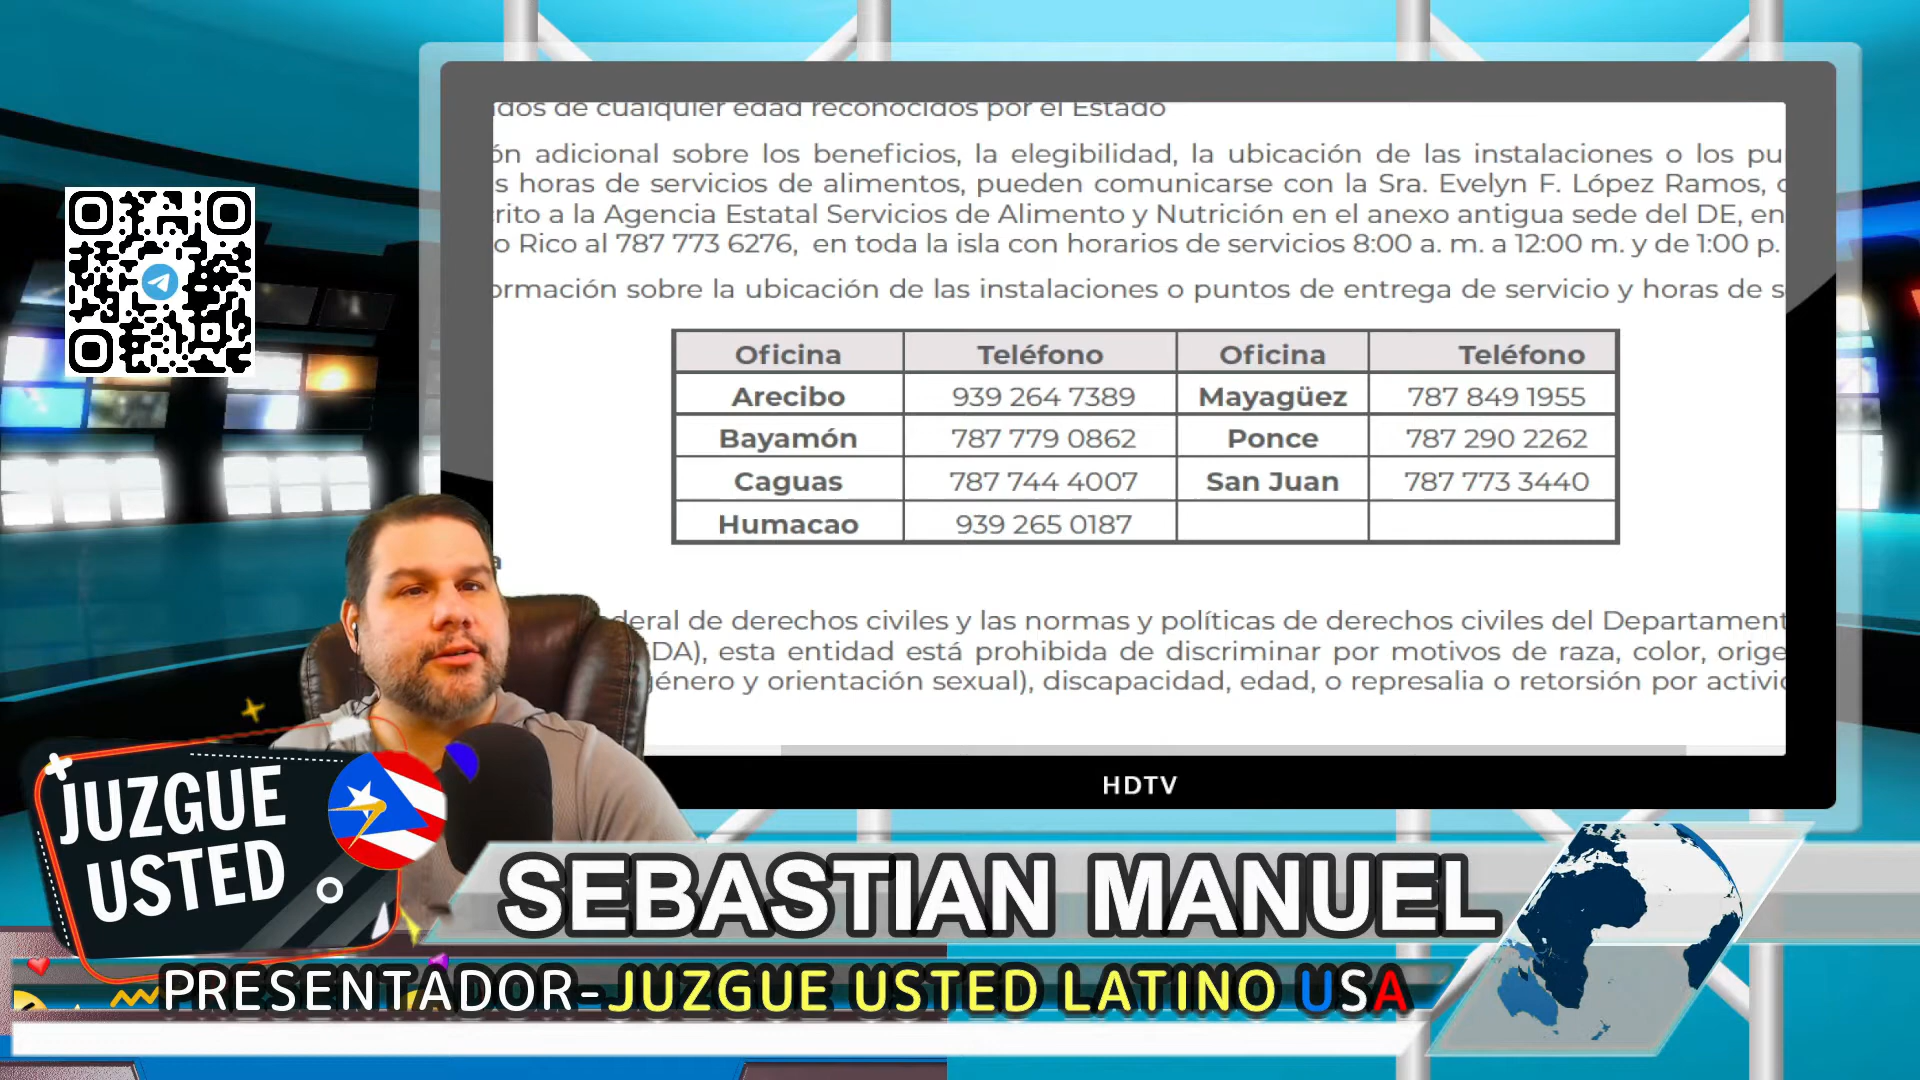 dos de cualquier edad reconocidos por el Estado
ón adicional sobre los beneficios, la elegibilidad, la ubicación de las instalaciones o los pu
s horas de servicios de alimentos, pueden comunicarse con la Sra. Evelyn F. López Ramos,
rito a la Agencia Estatal Servicios de Alimento y Nutrición en el anexo antigua sede del DE, en
o Rico al 787 773 6276, en toda la isla con horarios de servicios 8:00 a. m. a 12:00 m. y de 1:00 p.
ormación sobre la ubicación de las instalaciones o puntos de entrega de servicio y horas de s
Oficina Teléfono Oficina Teléfono
Arecibo 939 264 7389 Mayagüez 787 849 1955
Bayamón 787 779 0862 Ponce 787 290 2262
Caguas 787 744 4007 San Juan 787 773 3440
Humacao 939 265 0187
a
deral de derechos civiles y las normas y políticas de derechos civiles del Departament
DA), esta entidad está prohibida de discriminar por motivos de raza, color, orige
género y orientación sexual), discapacidad, edad, o represalia o retorsión por activi
HDTV
JUZGUE
USTED
SEBASTIAN MANUEL
PRESENTADOR-JUZGUE USTED LATINO USA